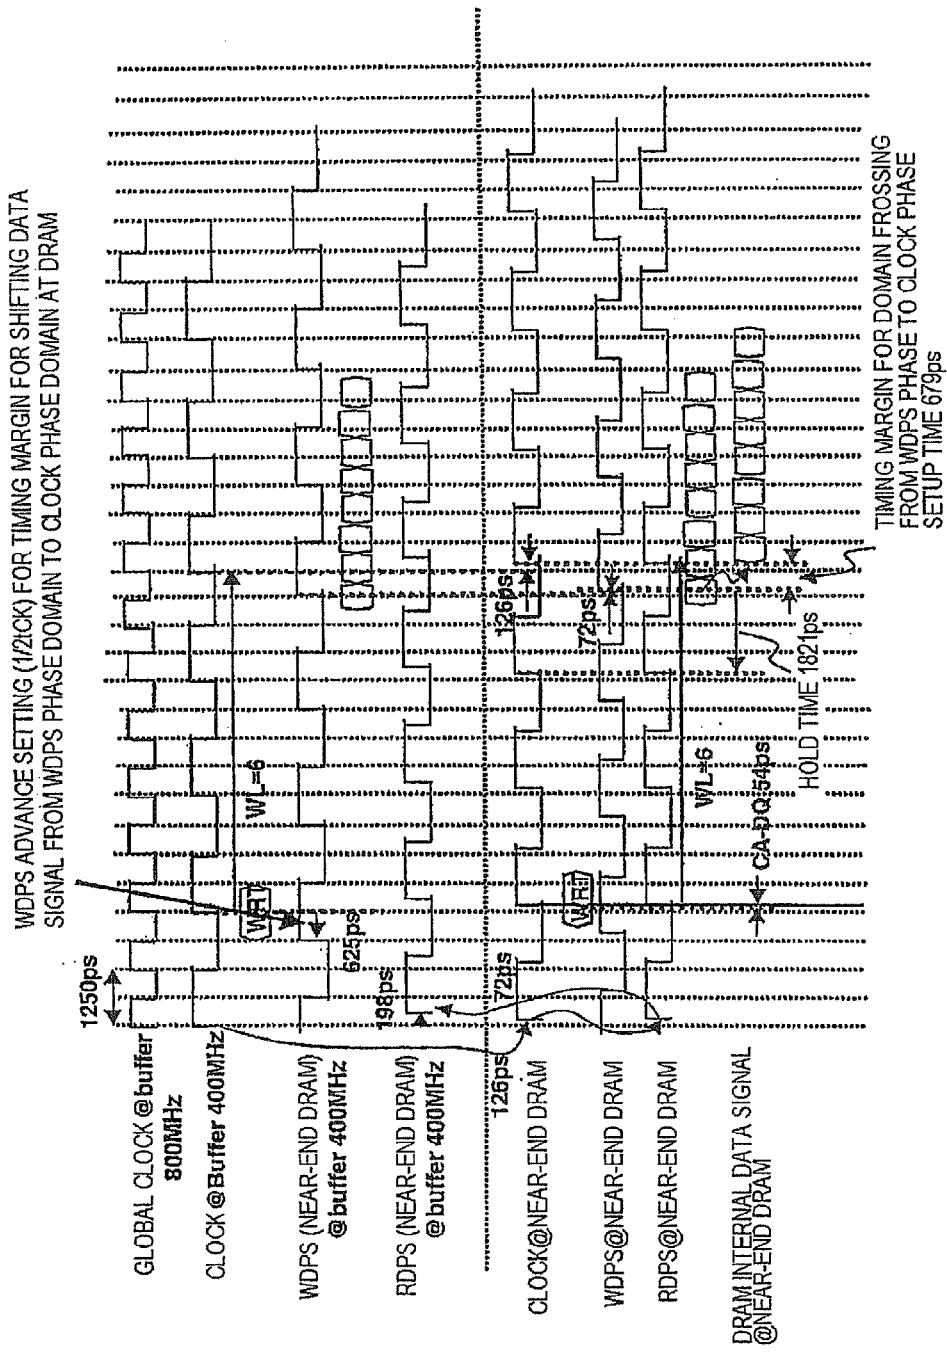 WDPS ADVANCE SETTING (1/2tCK) FOR TIMING MARGIN FOR SHIFTING DATA
SIGNAL FROM WDPS PHASE DOMAIN TO CLOCK PHASE DOMAIN AT DRAM
1250ps
GLOBAL CLOCK @buffer
800MHz
CLOCK @Buffer 400MHz
WL=6
WRT
625ps
WDPS (NEAR-END DRAM)
@buffer 400MHz
198ps
RDPS (NEAR-END DRAM)
@buffer 400MHz
126ps
72ps
126ps
CLOCK@NEAR-END DRAM
WRT
72ps
WDPS@NEAR-END DRAM
RDPS@NEAR-END DRAM
WL=6
CA-DQ 54ps
HOLD TIME 1821ps
DRAM INTERNAL DATA SIGNAL
@NEAR-END DRAM
TIMING MARGIN FOR DOMAIN FROSSING
FROM WDPS PHASE TO CLOCK PHASE
SETUP TIME 679ps